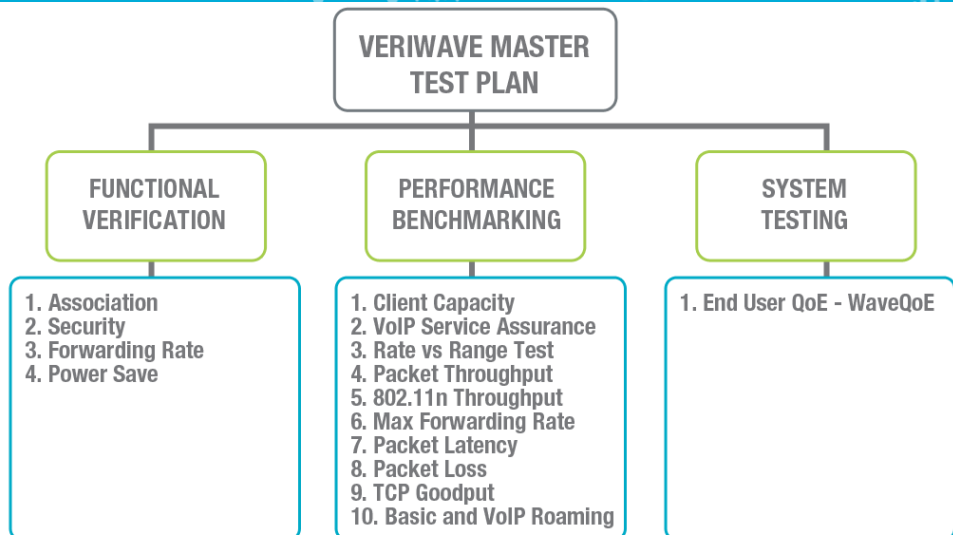 VERIWAVE MASTER
TEST PLAN
FUNCTIONAL
VERIFICATION
1. Association
2. Security
3. Forwarding Rate
4. Power Save
PERFORMANCE
BENCHMARKING
1. Client Capacity
2. VoIP Service Assurance
3. Rate vs Range Test
4. Packet Throughput
5. 802.11n Throughput
6. Max Forwarding Rate
7. Packet Latency
8. Packet Loss
9. TCP Goodput
10. Basic and VoIP Roaming
SYSTEM
TESTING
1. End User QoE - WaveQoE